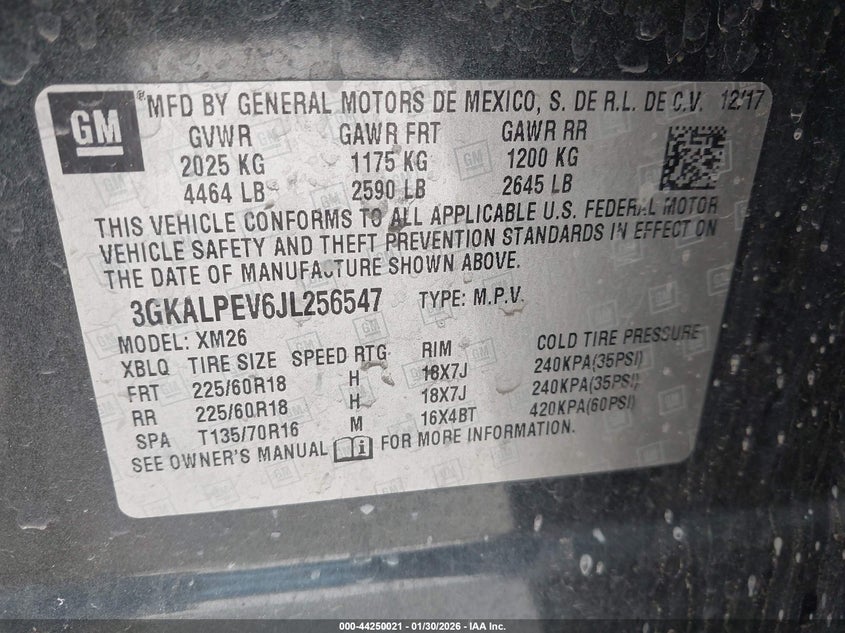 GM
MFD BY GENERAL MOTORS DE MEXICO, S. DE R.L. DE C.V. 12/17
GVWR GAWR FRT GAWR RR
2025 KG 1175 KG 1200 KG
4464 LB 2590 LB 2645 LB
THIS VEHICLE CONFORMS TO ALL APPLICABLE U.S. FEDERAL MOTOR
VEHICLE SAFETY AND THEFT PREVENTION STANDARDS IN EFFECT ON
THE DATE OF MANUFACTURE SHOWN ABOVE.
3GKALPEV6JL256547 TYPE: M.P.V.
MODEL: XM26
XBLQ TIRE SIZE SPEED RTG RIM COLD TIRE PRESSURE
FRT 225/60R18 H 18X7J 240KPA(35PSI)
RR 225/60R18 H 18X7J 240KPA(35PSI)
SPA T135/70R16 M 16X4BT 420KPA(60PSI)
SEE OWNER'S MANUAL FOR MORE INFORMATION.
000-44250021 - 01/30/2026 - IAA Inc.